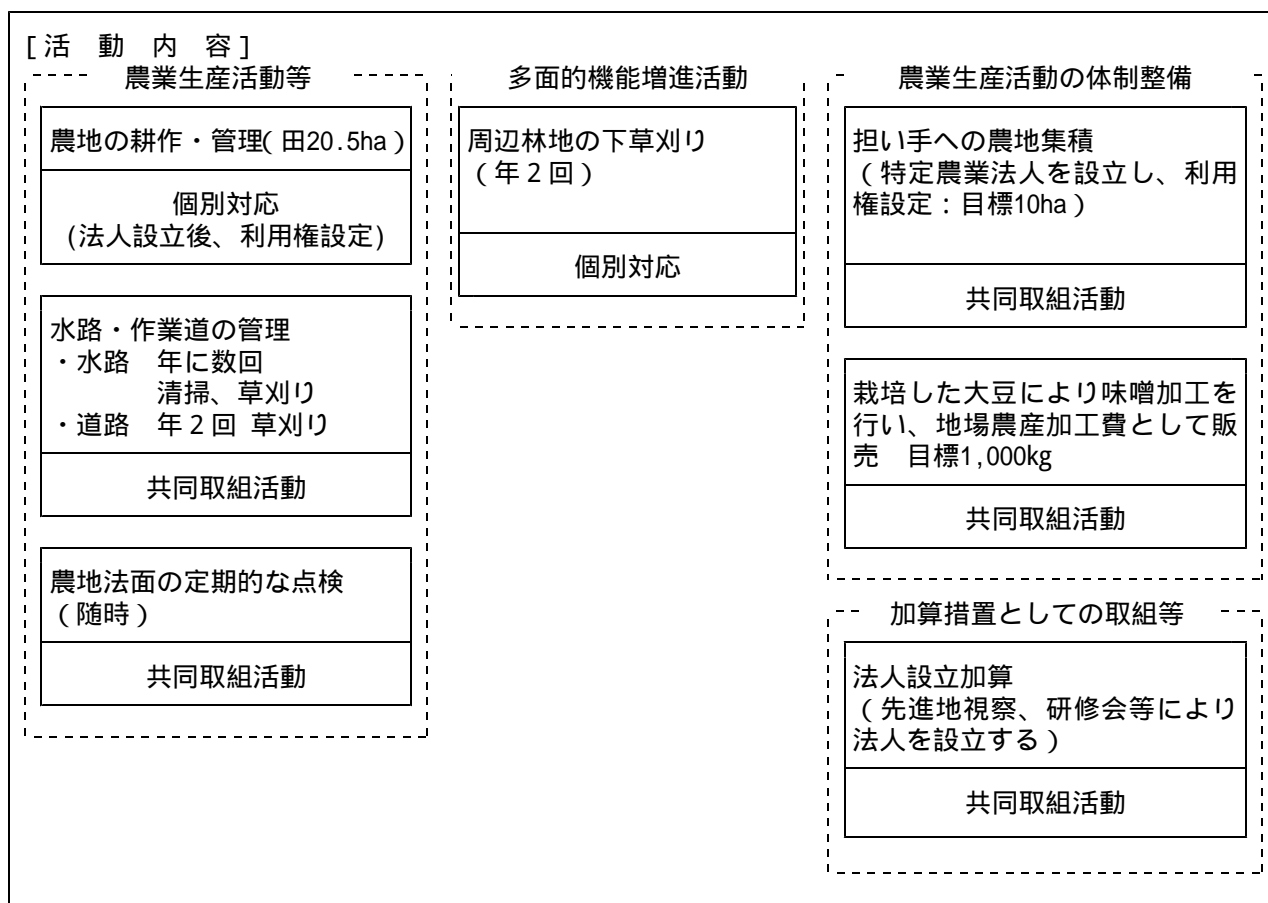 [活 動 内 容]
農業生産活動等
農地の耕作・管理(田20.5ha)
個別対応
(法人設立後、利用権設定)
水路・作業道の管理
・水路 年に数回
清掃、草刈り
・道路 年2回 草刈り
共同取組活動
農地法面の定期的な点検
(随時)
共同取組活動
多面的機能増進活動
周辺林地の下草刈り
(年2回)
個別対応
農業生産活動の体制整備
担い手への農地集積
(特定農業法人を設立し、利用
権設定:目標10ha)
共同取組活動
栽培した大豆により味噌加工を
行い、地場農産加工費として販
売 目標1,000kg
共同取組活動
加算措置としての取組等
法人設立加算
(先進地視察、研修会等により
法人を設立する)
共同取組活動